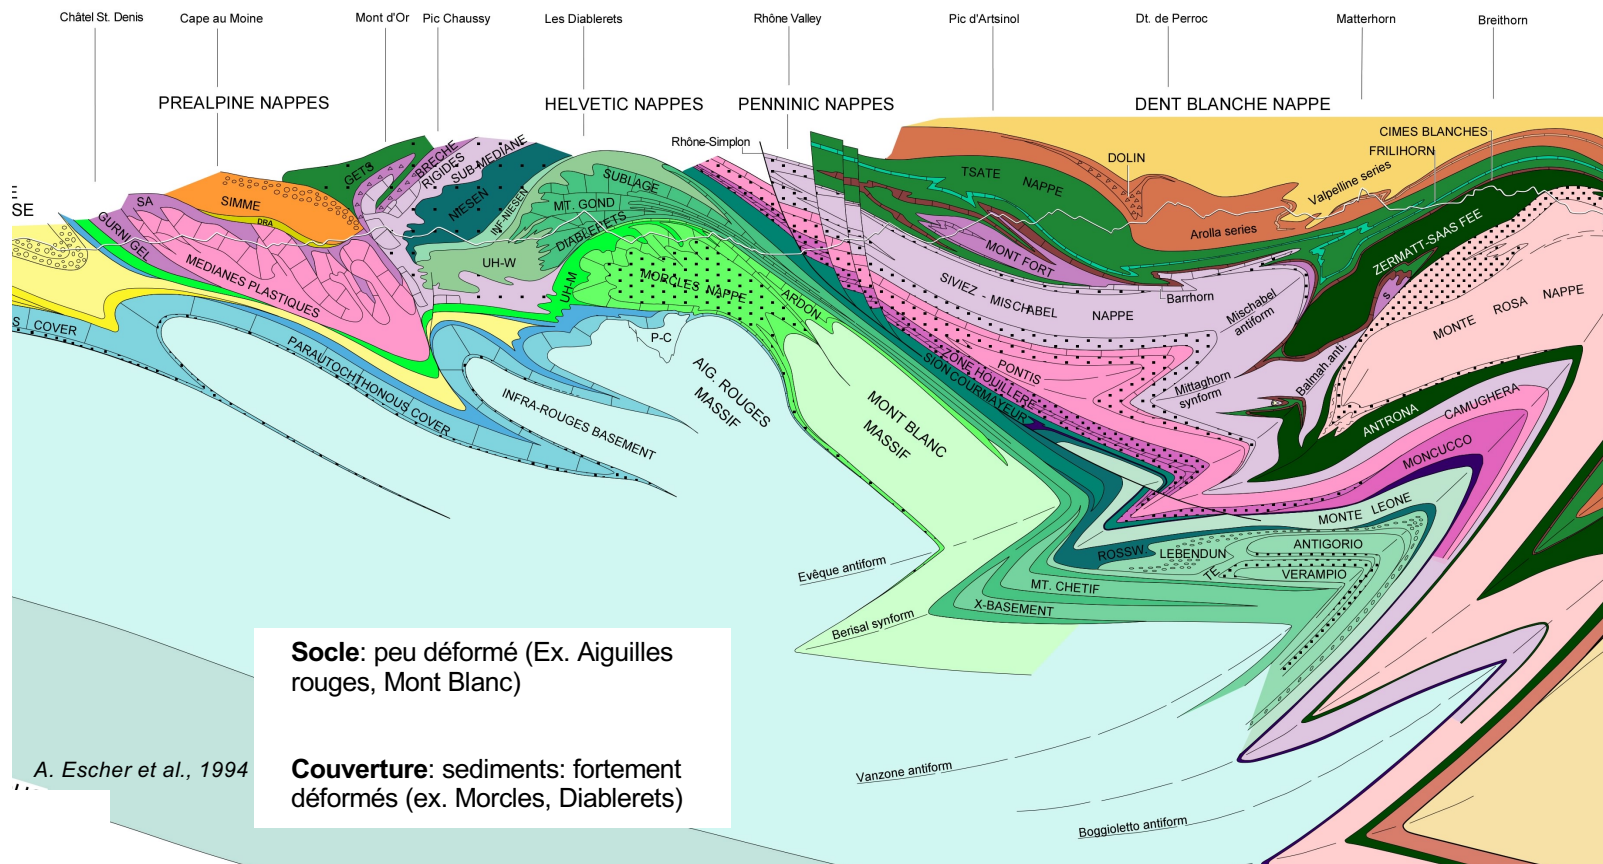 Châtel St. Denis
Cape au Moine
Mont d'Or
Pic Chaussy
Les Diablerets
Rhône Valley
Pic d'Artsinol
Dt. de Perroc
Matterhorn
Breithorn
PREALPINE NAPPES
HELVETIC NAPPES
PENNINIC NAPPES
DENT BLANCHE NAPPE
Rhône-Simplon
CIMES BLANCHES
FRILIHORN
DOLIN
SE
SA
SIMME
DRA
GETS
BRECHE
RIGIDES
SUB-MEDIANE
NIESEN
INF-NIESEN
SUBLAGE
MT. GOND
DIABLERETS
TSATE NAPPE
Valpelline series
Arolla series
ZERMATT-SAAS FEE
GURNIGEL
MEDIANES PLASTIQUES
UH-W
UH-M
MORCLES NAPPE
ARDON
MONT FORT
SIVIEZ - MISCHABEL NAPPE
Barrhorn
Mischabel
antiform
S.
MONTE ROSA NAPPE
S COVER
PARAUTOCHTHONOUS COVER
P-C
AIG. ROUGES
MASSIF
INFRA-ROUGES BASEMENT
MONT BLANC
MASSIF
SION COURMAYEUR
ZONE HOUILLERE
PONTIS
Mittaghorn
synform
Balmah anti.
ANTRONA
CAMUGHERA
MONCUCCO
MONTE LEONE
ROSSW.
LEBENDUN
ANTIGORIO
TE
VERAMPIO
MT. CHETIF
X-BASEMENT
Evêque antiform
Berisal synform
Vanzone antiform
Boggioletto antiform
Socle: peu déformé (Ex. Aiguilles
rouges, Mont Blanc)
Couverture: sediments: fortement
déformés (ex. Morcles, Diablerets)
A. Escher et al., 1994